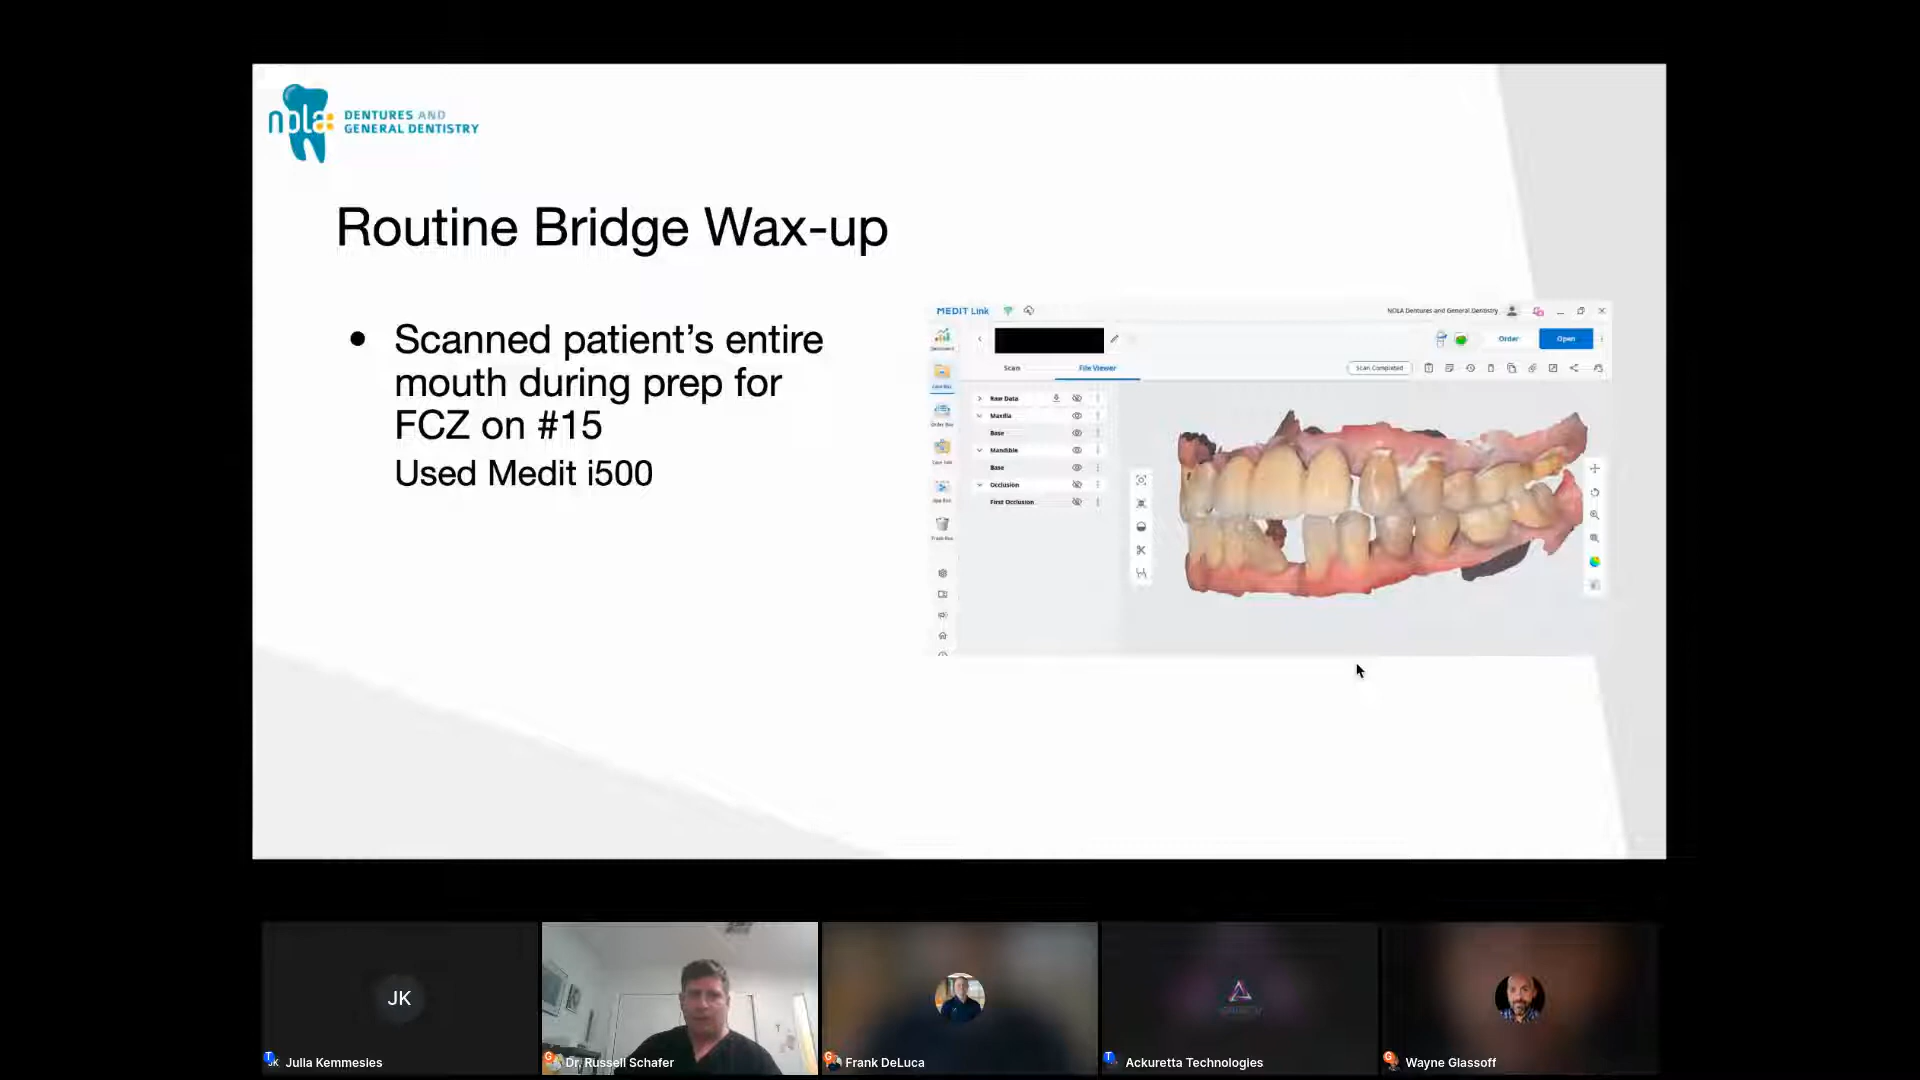 nola:
DENTURES AND
GENERAL DENTISTRY
Routine Bridge Wax-up
● Scanned patient’s entire
mouth during prep for
FCZ on #15
Used Medit i500
MEDIT Link
NOLA Dentures and General Dentistry
Order
Open
Scan
File Viewer
Scan Completed
Raw Data
Maxilla
Base
Mandible
Base
Occlusion
First Occlusion
JK
Julia Kemmesies
Dr. Russell Schafer
Frank DeLuca
Ackuretta Technologies
Wayne Glassoff